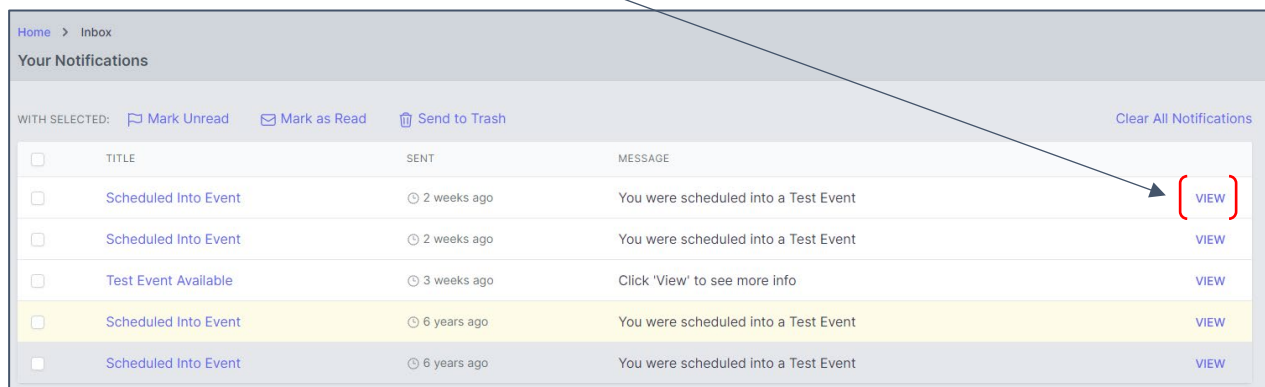 Home > Inbox
Your Notifications
WITH SELECTED: Mark Unread Mark as Read Send to Trash Clear All Notifications
TITLE SENT MESSAGE
Scheduled Into Event 2 weeks ago You were scheduled into a Test Event VIEW
Scheduled Into Event 2 weeks ago You were scheduled into a Test Event VIEW
Test Event Available 3 weeks ago Click 'View' to see more info VIEW
Scheduled Into Event 6 years ago You were scheduled into a Test Event VIEW
Scheduled Into Event 6 years ago You were scheduled into a Test Event VIEW